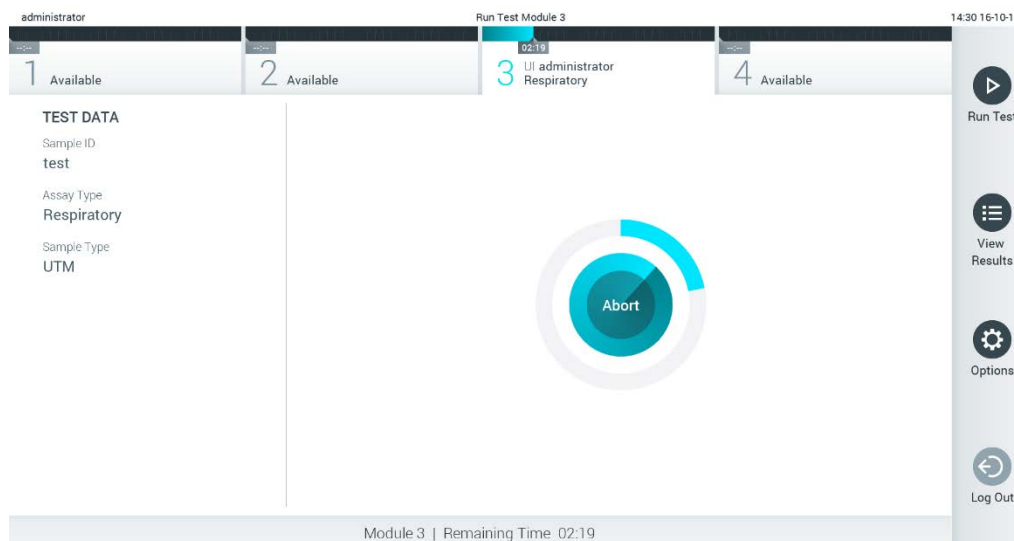 administrator
Run Test Module 3
14:30 16-10-1
--:--
1 Available
--:--
2 Available
02:19
3 UI administrator
Respiratory
--:--
4 Available
TEST DATA
Sample ID
test
Assay Type
Respiratory
Sample Type
UTM
Abort
Run Test
View
Results
Options
Log Out
Module 3 | Remaining Time 02:19